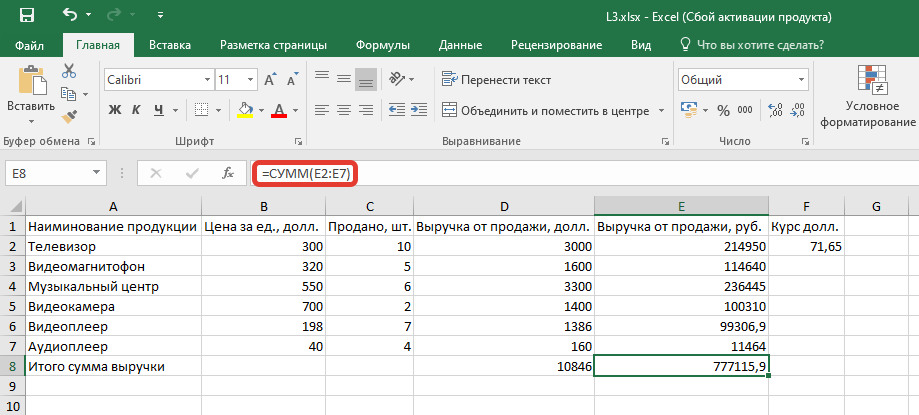 L3.xlsx - Excel (Сбой активации продукта)
Файл Главная Вставка Разметка страницы Формулы Данные Рецензирование Вид Что вы хотите сделать?
Вставить
Calibri 11 A A
Ж К Ч A
Перенести текст
Объединить и поместить в центре
Общий
% 000 ,00 ,0
Условное
форматирование
Буфер обмена Шрифт Выравнивание Число
E8 fx =СУММ(E2:E7)
A B C D E F G
1 Наиминование продукции Цена за ед., долл. Продано, шт. Выручка от продажи, долл. Выручка от продажи, руб. Курс долл.
2 Телевизор 300 10 3000 214950 71,65
3 Видеомагнитофон 320 5 1600 114640
4 Музыкальный центр 550 6 3300 236445
5 Видеокамера 700 2 1400 100310
6 Видеоплеер 198 7 1386 99306,9
7 Аудиоплеер 40 4 160 11464
8 Итого сумма выручки 10846 777115,9
9
10